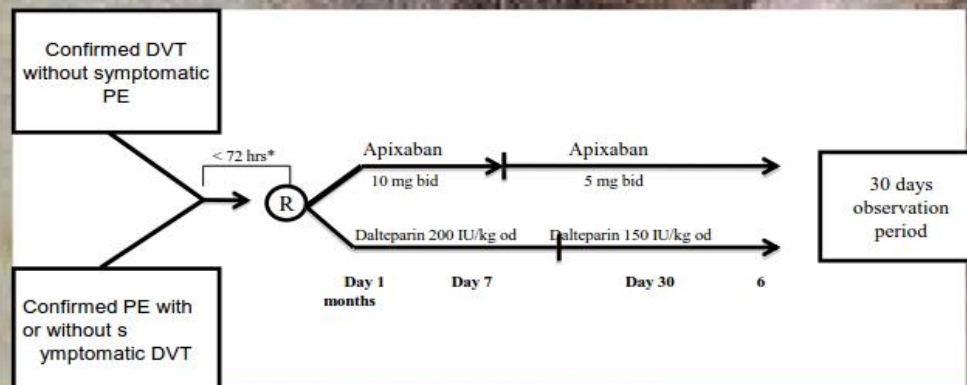 Confirmed DVT
without symptomatic
PE
< 72 hrs*
Apixaban
10 mg bid
Apixaban
5 mg bid
R
Dalteparin 200 IU/kg od
Dalteparin 150 IU/kg od
Day 1
Day 7
Day 30
6
months
Confirmed PE with
or without s
ymptomatic DVT
30 days
observation
period